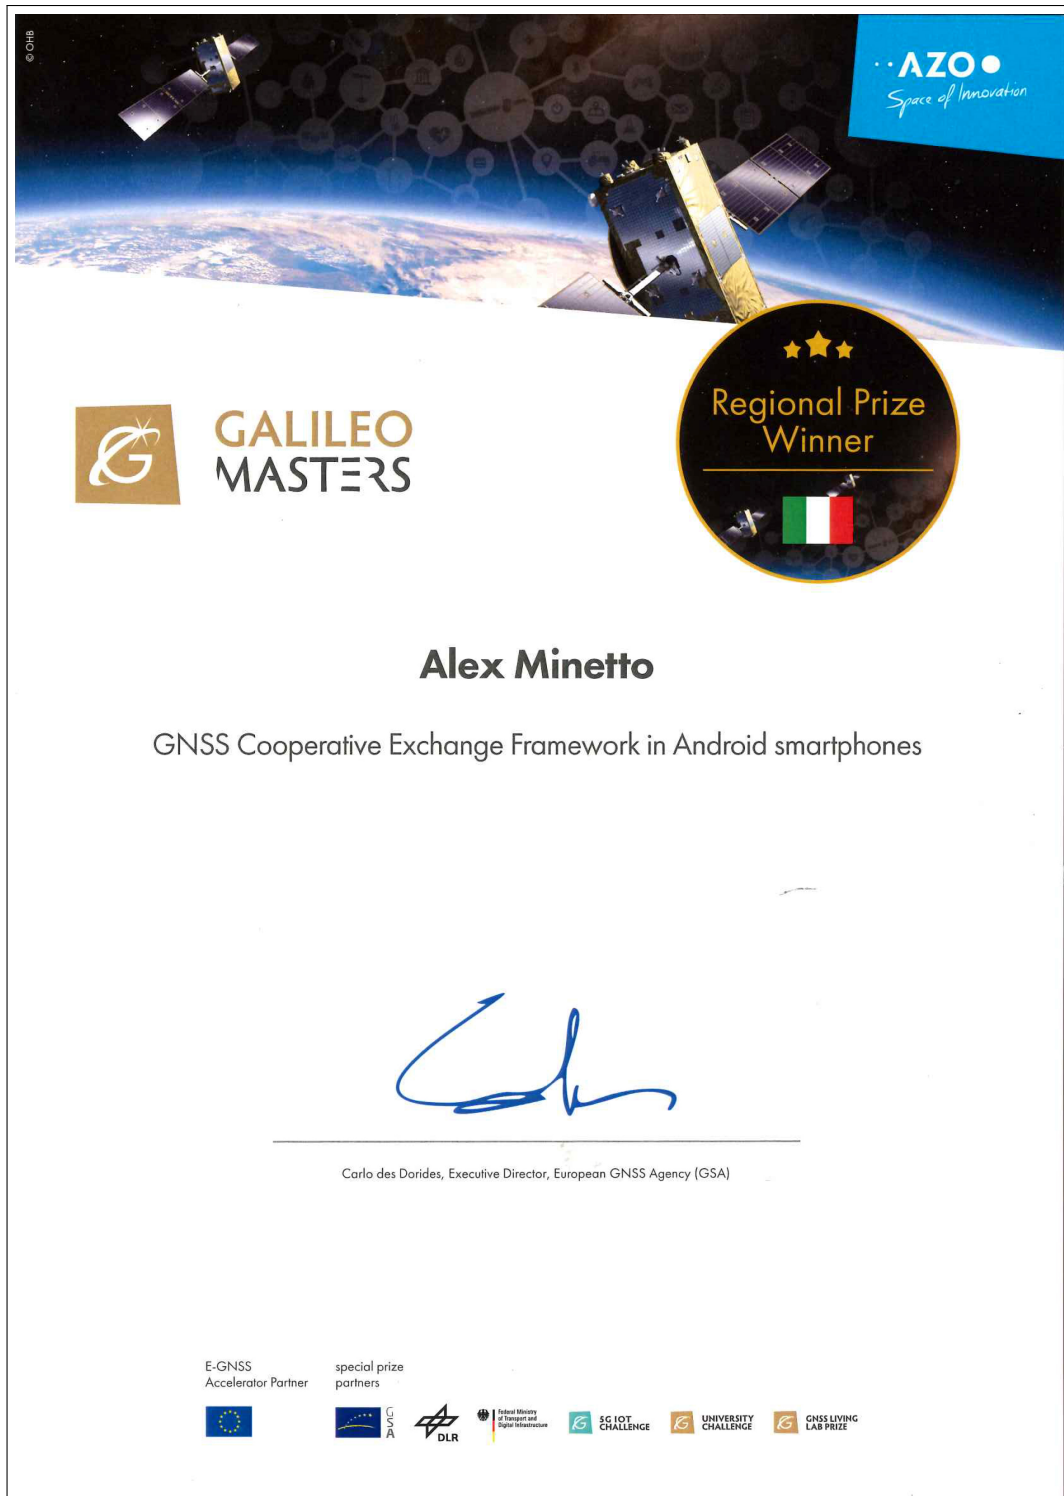 © OHB
AZO
Space of Innovation
Regional Prize
Winner
GALILEO
MASTERS
Alex Minetto
GNSS Cooperative Exchange Framework in Android smartphones
Carlo des Dorides, Executive Director, European GNSS Agency (GSA)
E-GNSS
Accelerator Partner
special prize
partners
GSA
DLR
Federal Ministry
of Transport and
Digital Infrastructure
5G IOT
CHALLENGE
UNIVERSITY
CHALLENGE
GNSS LIVING
LAB PRIZE